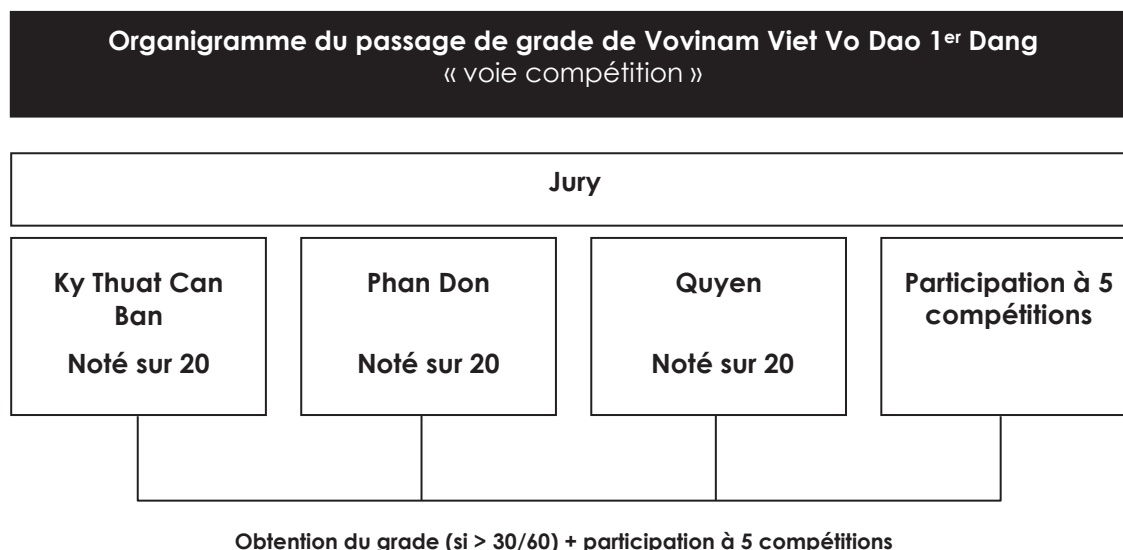 Organigramme du passage de grade de Vovinam Viet Vo Dao 1er Dang
« voie compétition »
Jury
Ky Thuat Can
Ban
Noté sur 20
Phan Don
Noté sur 20
Quyen
Noté sur 20
Participation à 5
compétitions
Obtention du grade (si > 30/60) + participation à 5 compétitions